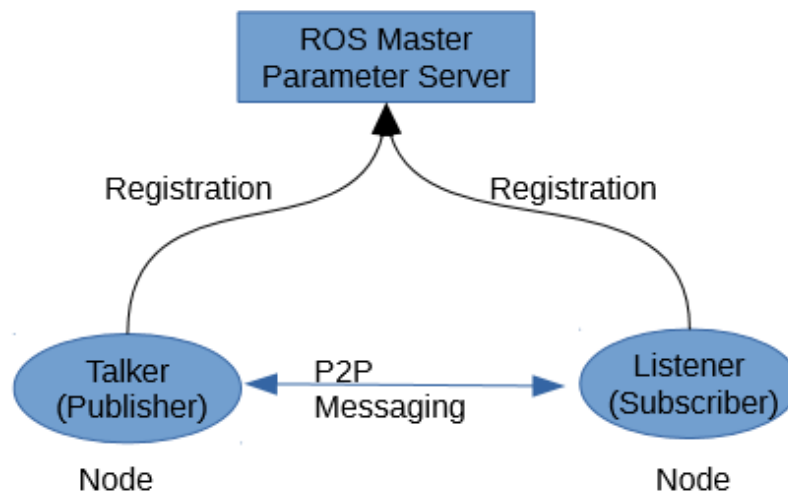 ROS Master
Parameter Server
Registration
Registration
Talker
(Publisher)
P2P
Messaging
Listener
(Subscriber)
Node
Node